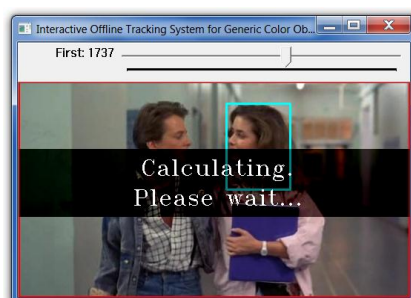 Interactive Offline Tracking System for Generic Color Ob...
First: 1737
Calculating.
Please wait...